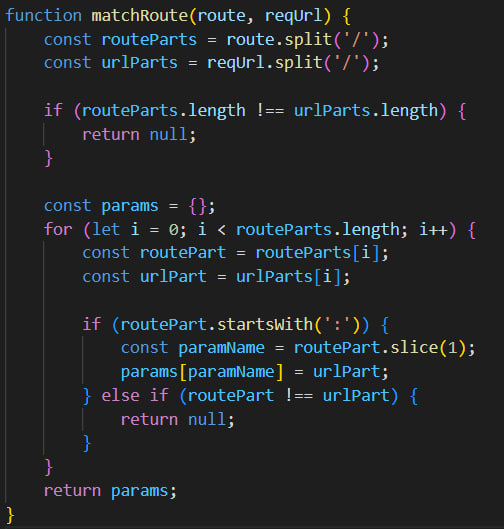 function matchRoute(route, reqUrl) {
    const routeParts = route.split('/');
    const urlParts = reqUrl.split('/');

    if (routeParts.length !== urlParts.length) {
        return null;
    }

    const params = {};
    for (let i = 0; i < routeParts.length; i++) {
        const routePart = routeParts[i];
        const urlPart = urlParts[i];

        if (routePart.startsWith(':')) {
            const paramName = routePart.slice(1);
            params[paramName] = urlPart;
        } else if (routePart !== urlPart) {
            return null;
        }
    }
    return params;
}